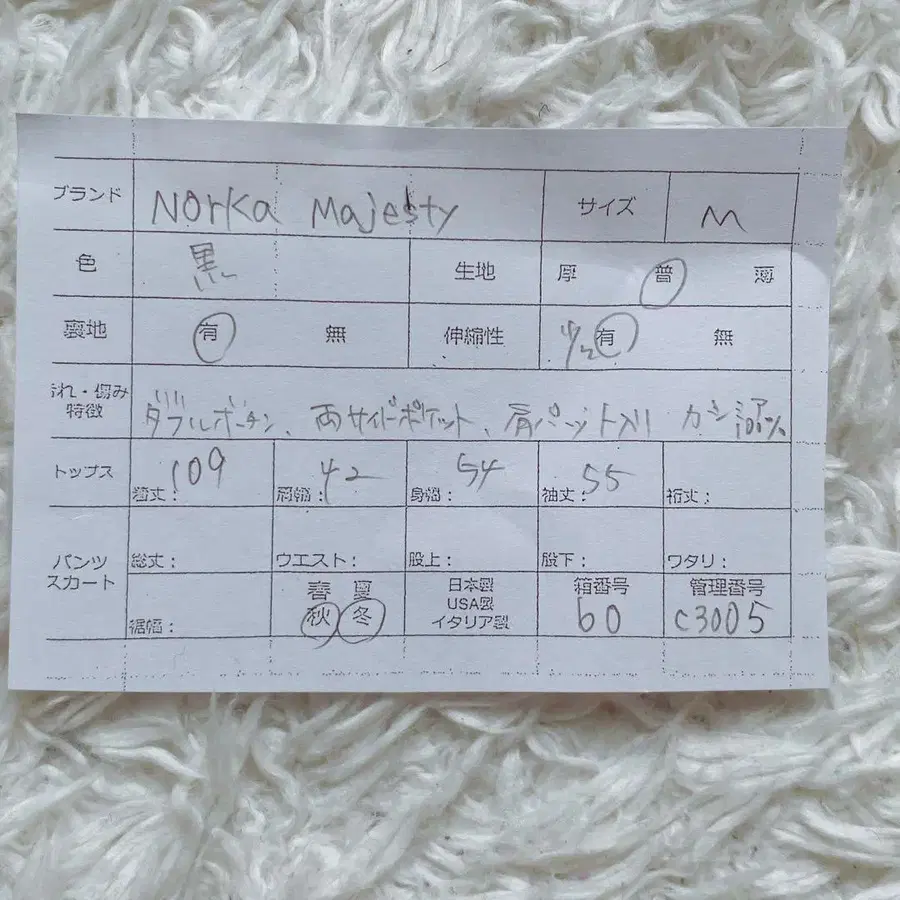 ブランド Norka Majesty サイズ M
色 黒 生地 厚 普 薄
裏地 有 無 伸縮性 有 無
汚れ・傷み
特徴 ダブルボタン、両サイドポケット、肩パット入り カシミア100%
トップス 着丈: 109 肩幅: 42 身幅: 54 袖丈: 55 裄丈:
パンツ
スカート 総丈: ウエスト: 股上: 股下: ワタリ:
裾幅: 春 夏 秋 冬 日本製 USA製 イタリア製 箱番号 60 管理番号 C3005